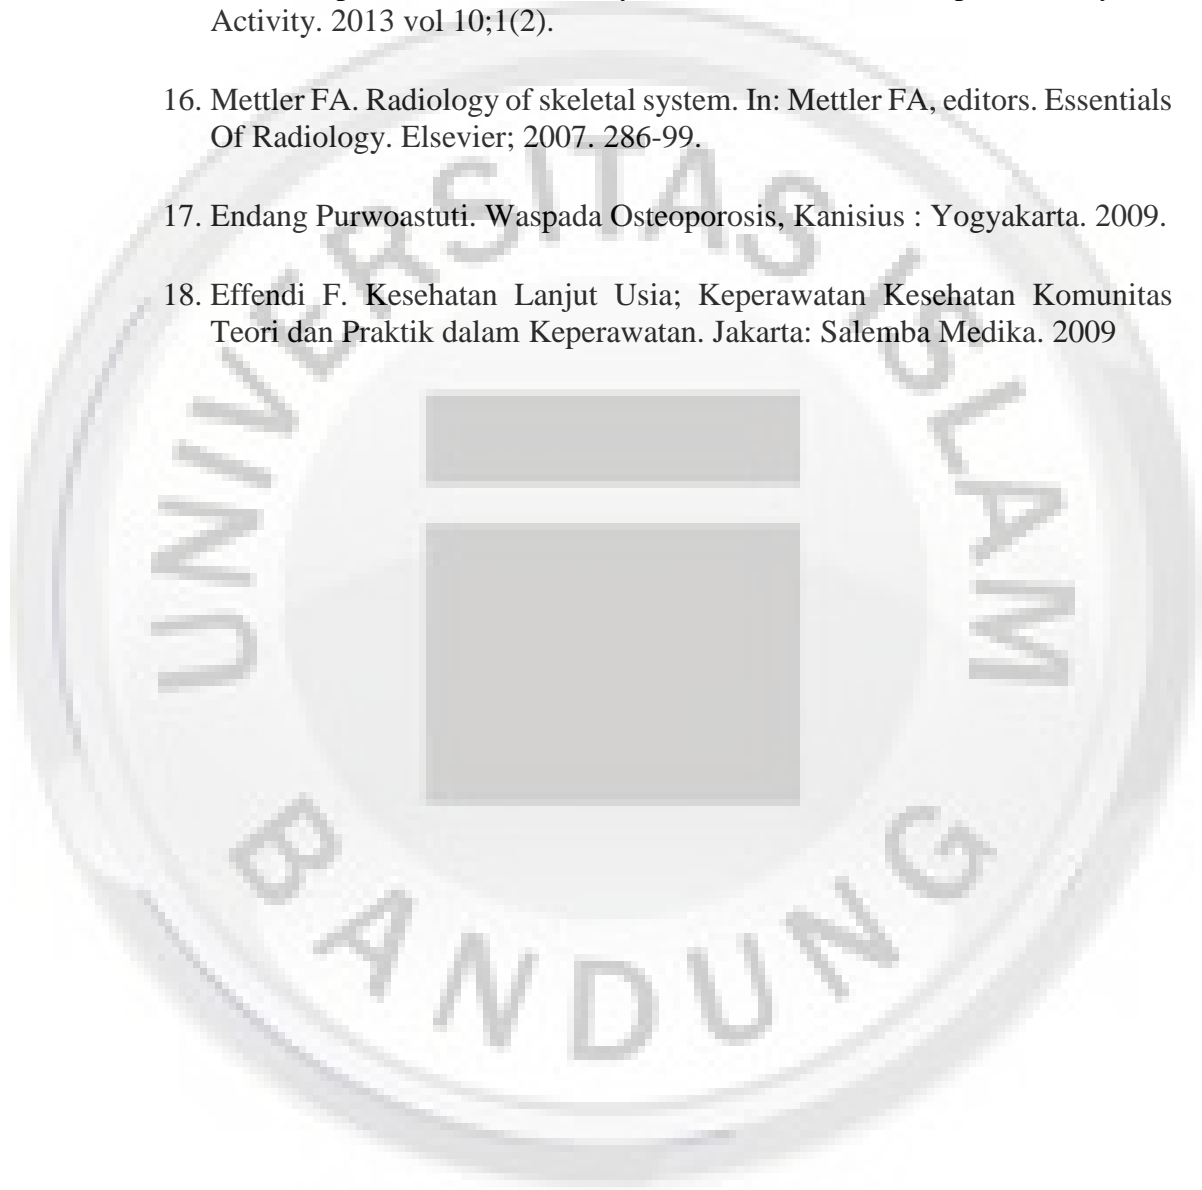 Activity. 2013 vol 10;1(2).
16. Mettler FA. Radiology of skeletal system. In: Mettler FA, editors. Essentials
Of Radiology. Elsevier; 2007. 286-99.
17. Endang Purwoastuti. Waspada Osteoporosis, Kanisius : Yogyakarta. 2009.
18. Effendi F. Kesehatan Lanjut Usia; Keperawatan Kesehatan Komunitas
Teori dan Praktik dalam Keperawatan. Jakarta: Salemba Medika. 2009
UNIVERSITAS ISLAM
BANDUNG